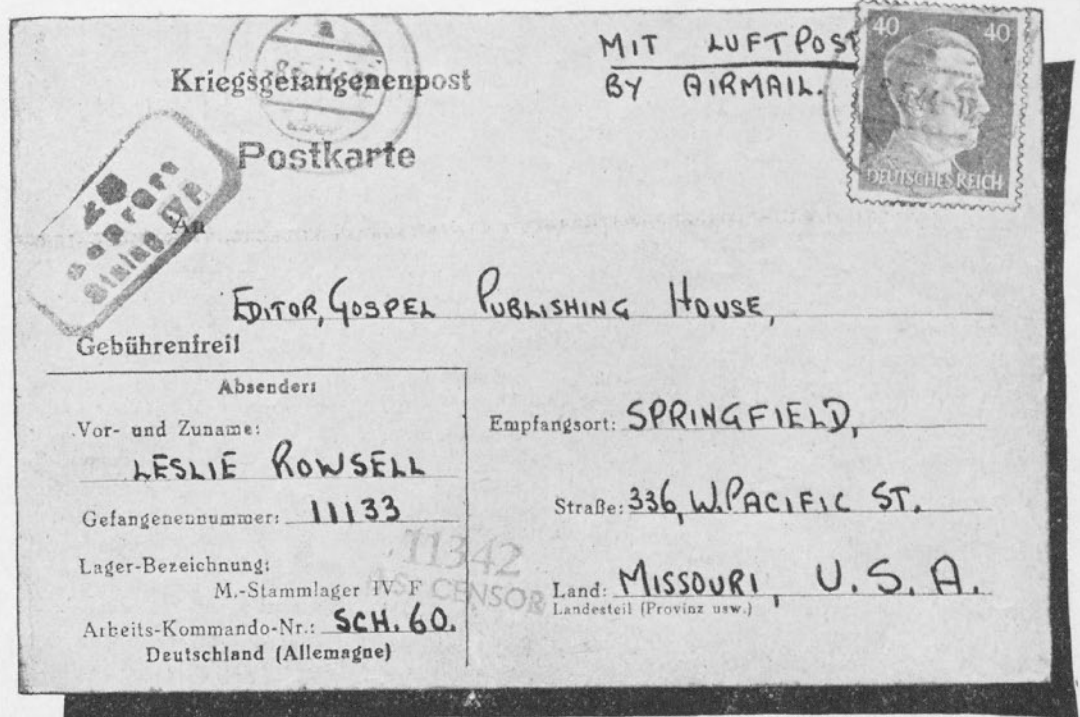 MIT LUFTPOST
BY AIRMAIL.
40 40
DEUTSCHES REICH
Kriegsgefangenenpost
Postkarte
An
EDITOR, GOSPEL PUBLISHING HOUSE,
Gebührenfrei!
Absender:
Vor- und Zuname:
LESLIE ROWSELL
Gefangenennummer: 11133
Lager-Bezeichnung:
M.-Stammlager IV F
Arbeits-Kommando-Nr.: SCH. 60.
Deutschland (Allemagne)
Empfangsort: SPRINGFIELD,
Straße: 336, W. PACIFIC ST.
Land: MISSOURI, U. S. A.
Landesteil (Provinz usw.)
11342
CENSOR